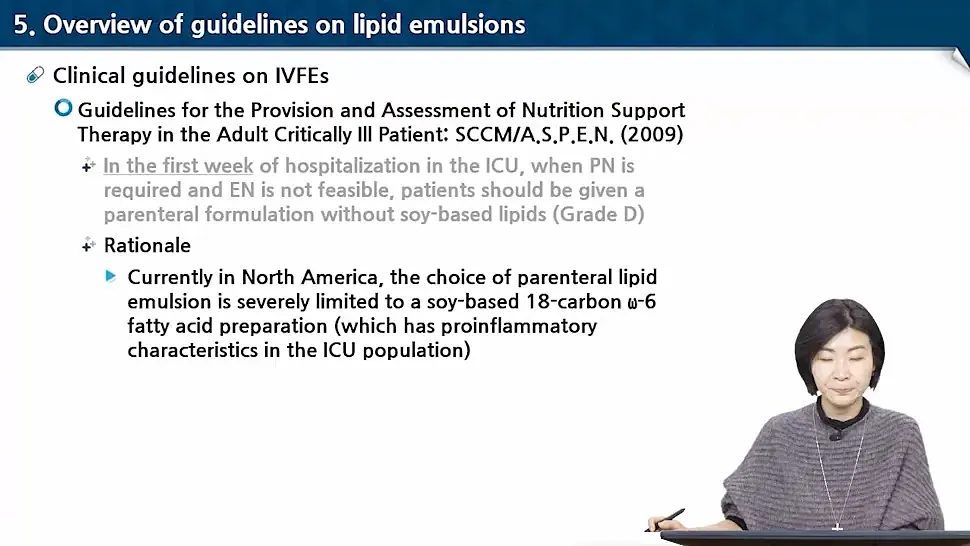 5. Overview of guidelines on lipid emulsions
Clinical guidelines on IVFEs
Guidelines for the Provision and Assessment of Nutrition Support
Therapy in the Adult Critically Ill Patient: SCCM/A.S.P.E.N. (2009)
In the first week of hospitalization in the ICU, when PN is
required and EN is not feasible, patients should be given a
parenteral formulation without soy-based lipids (Grade D)
Rationale
Currently in North America, the choice of parenteral lipid
emulsion is severely limited to a soy-based 18-carbon ω-6
fatty acid preparation (which has proinflammatory
characteristics in the ICU population)